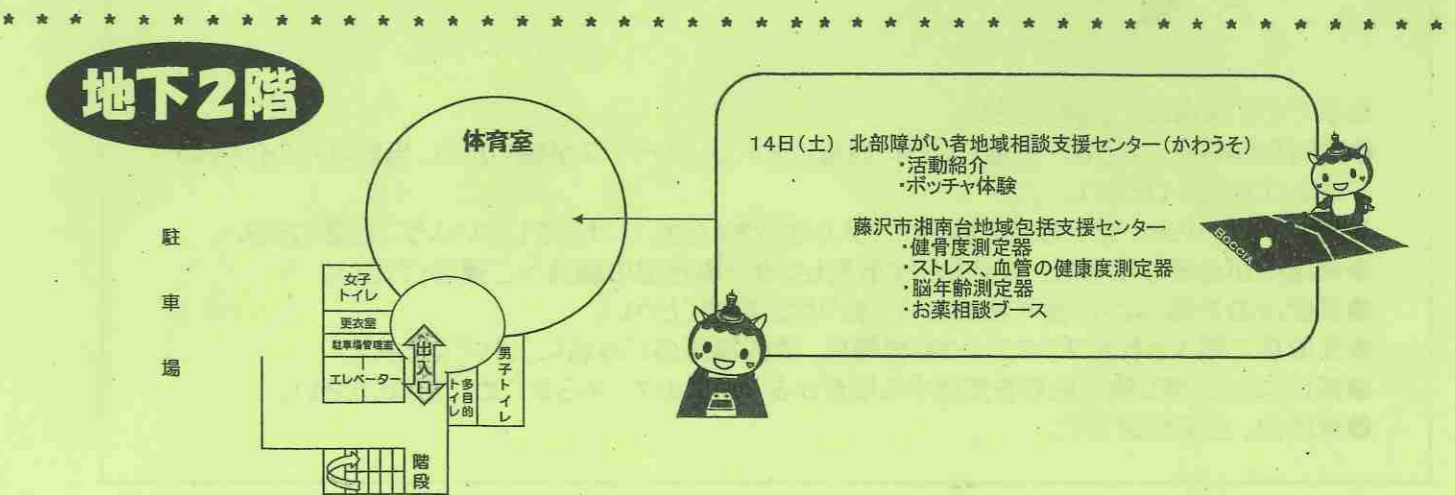 地下2階
体育室
14日(土) 北部障がい者地域相談支援センター(かわうそ)
・活動紹介
・ボッチャ体験
藤沢市湘南台地域包括支援センター
・健骨度測定器
・ストレス、血管の健康度測定器
・脳年齢測定器
・お薬相談ブース
BOCCIA
駐車場
女子トイレ
更衣室
駐車場管理室
エレベーター
出入口
多目的トイレ
男子トイレ
階段